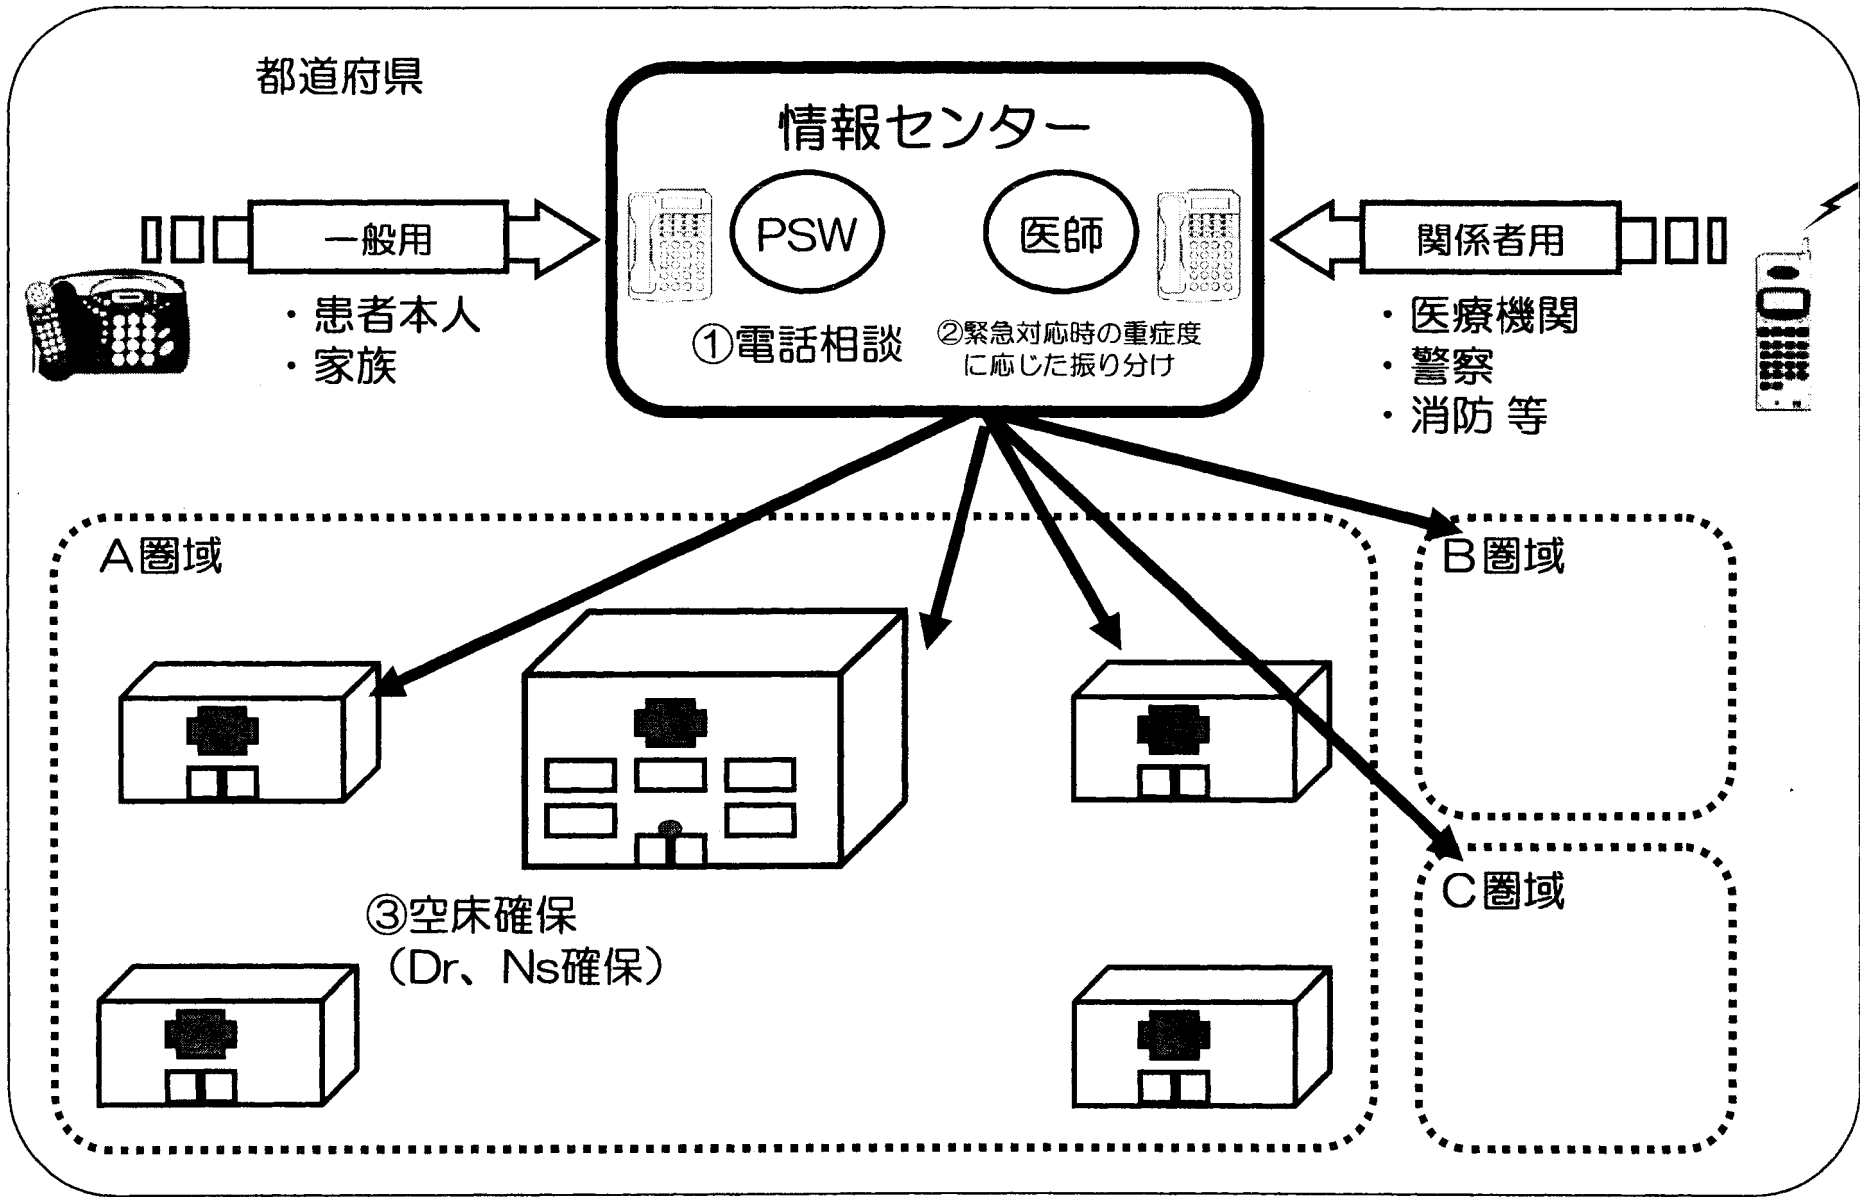 都道府県
情報センター
一般用
PSW
医師
関係者用
・患者本人
・家族
①電話相談
②緊急対応時の重症度
に応じた振り分け
・医療機関
・警察
・消防 等
A圏域
B圏域
C圏域
③空床確保
（Dr、Ns確保）